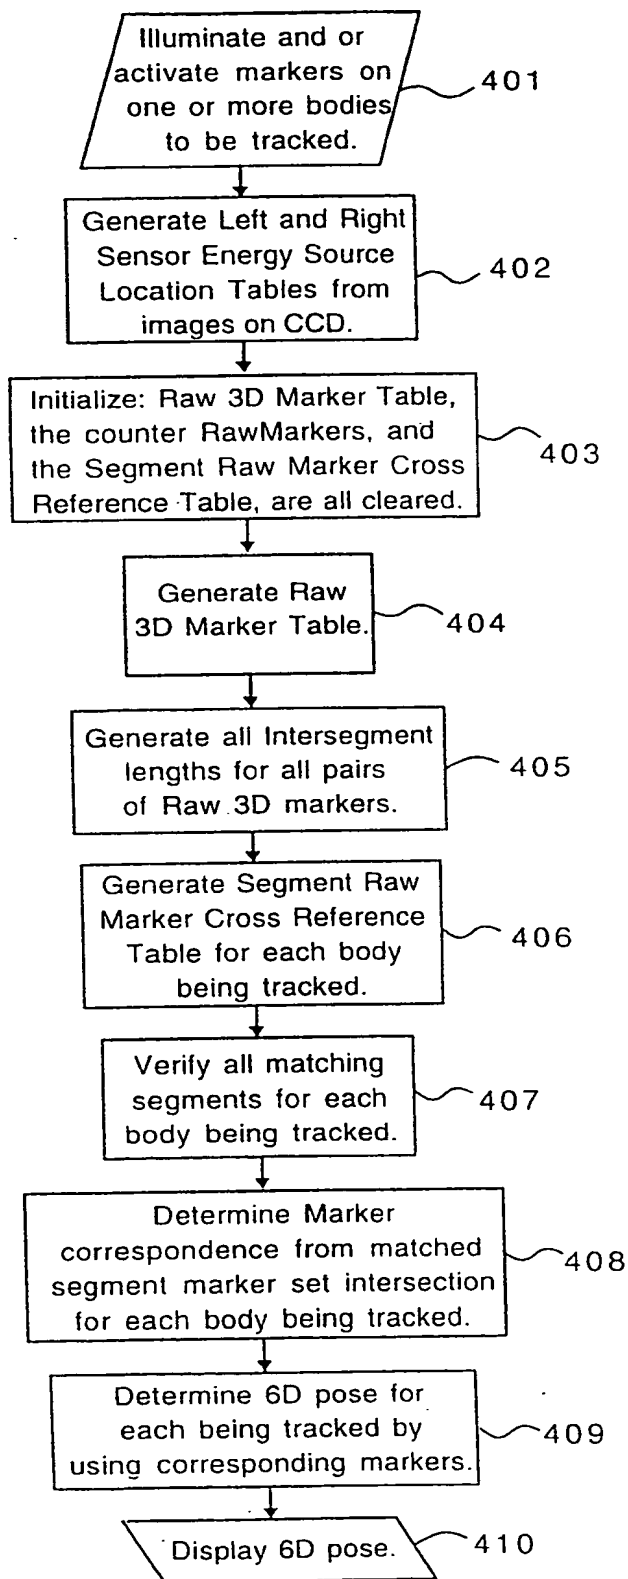 Illuminate and or
activate markers on
one or more bodies
to be tracked.
401
Generate Left and Right
Sensor Energy Source
Location Tables from
images on CCD.
402
Initialize: Raw 3D Marker Table,
the counter RawMarkers, and
the Segment Raw Marker Cross
Reference Table, are all cleared.
403
Generate Raw
3D Marker Table.
404
Generate all Intersegment
lengths for all pairs
of Raw 3D markers.
405
Generate Segment Raw
Marker Cross Reference
Table for each body
being tracked.
406
Verify all matching
segments for each
body being tracked.
407
Determine Marker
correspondence from matched
segment marker set intersection
for each body being tracked.
408
Determine 6D pose for
each being tracked by
using corresponding markers.
409
Display 6D pose.
410